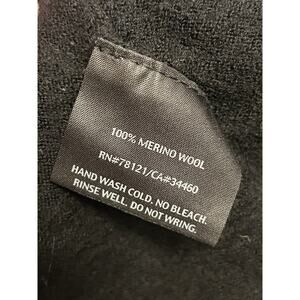 100% MERINO WOOL
RN#78121/CA#34460
HAND WASH COLD. NO BLEACH.
RINSE WELL. DO NOT WRING.